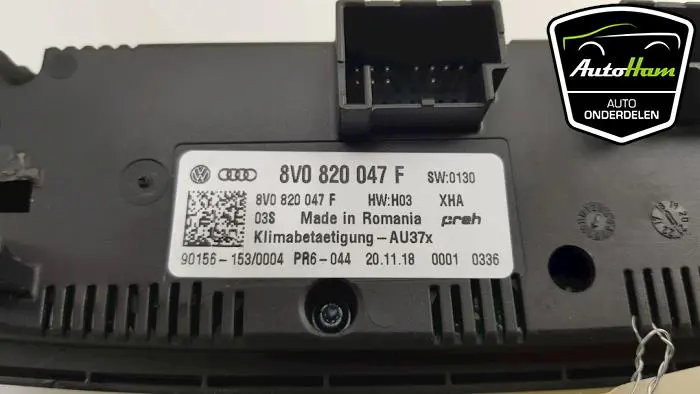 AutoHam
AUTO
ONDERDELEN
8V0 820 047 F SW:0130
8V0 820 047 F HW:H03 XHA
03S Made in Romania preh
Klimabetaetigung-AU37x
90156-153/0004 PR6-044 20.11.18 0001 0336